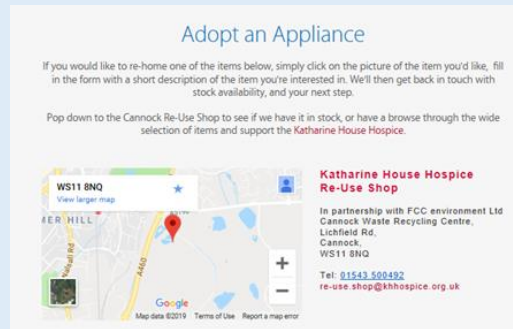 Adopt an Appliance
If you would like to re-home one of the items below, simply click on the picture of the item you'd like, fill
in the form with a short description of the item you're interested in. We'll then get back in touch with
stock availability, and your next step.
Pop down to the Cannock Re-Use Shop to see if we have it in stock, or have a browse through the wide
selection of items and support the Katharine House Hospice.
WS11 8NQ
View larger map
MER HILL
Walsall Rd
A460
+
−
Google
Map data ©2019 Terms of Use Report a map error
Katharine House Hospice
Re-Use Shop
In partnership with FCC environment Ltd
Cannock Waste Recycling Centre,
Lichfield Rd,
Cannock,
WS11 8NQ
Tel: 01543 500492
re-use.shop@khhospice.org.uk